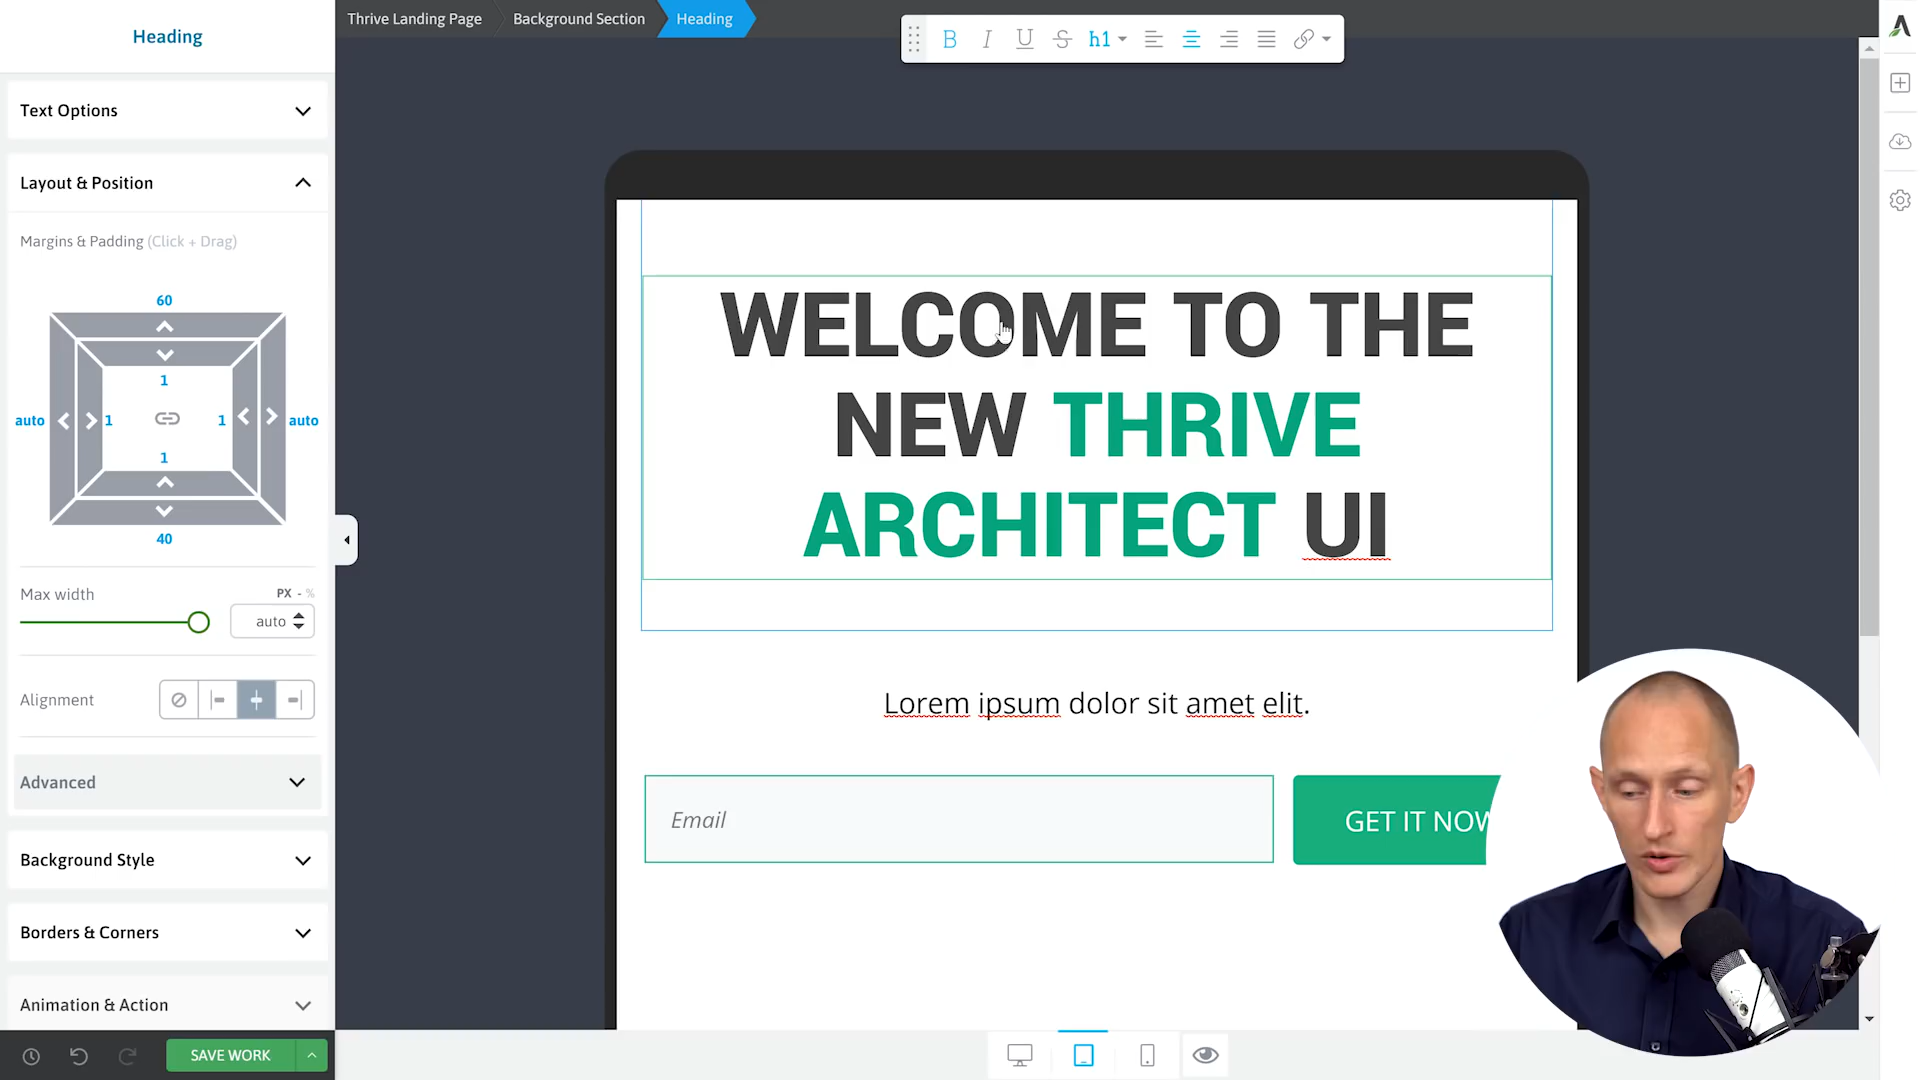 Heading
Thrive Landing Page
Background Section
Heading
B I U S h1
Text Options
Layout & Position
Margins & Padding (Click + Drag)
60
1
auto
1
1
auto
1
40
Max width
PX - %
auto
Alignment
Advanced
Background Style
Borders & Corners
Animation & Action
SAVE WORK
WELCOME TO THE
NEW THRIVE
ARCHITECT UI
Lorem ipsum dolor sit amet elit.
Email
GET IT NOW